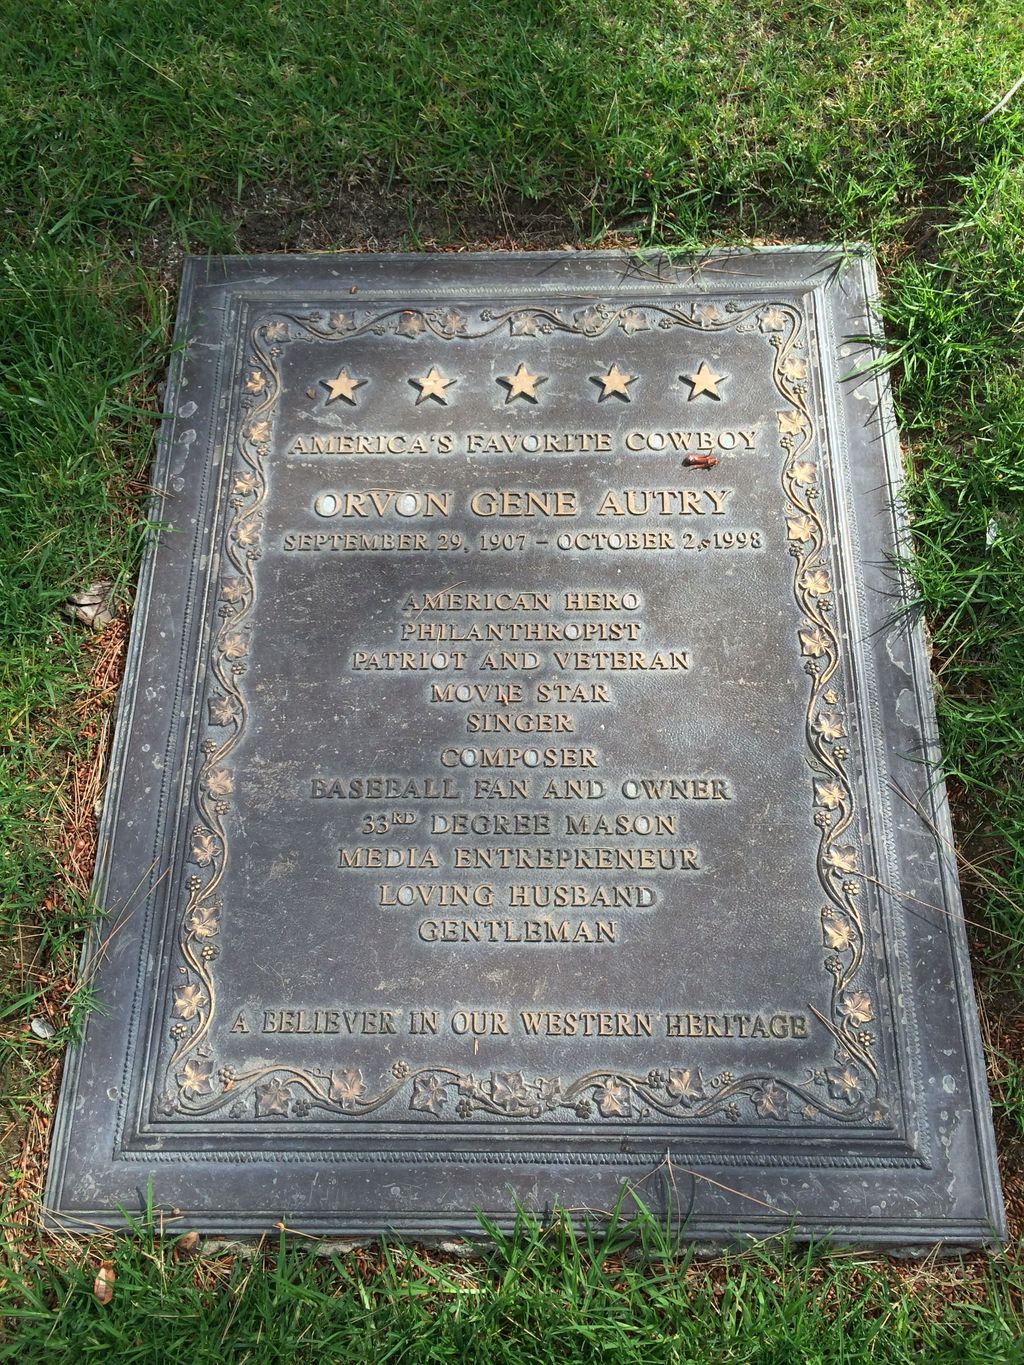 AMERICA'S FAVORITE COWBOY
ORVON GENE AUTRY
SEPTEMBER 29, 1907 – OCTOBER 2, 1998
AMERICAN HERO
PHILANTHROPIST
PATRIOT AND VETERAN
MOVIE STAR
SINGER
COMPOSER
BASEBALL FAN AND OWNER
33RD DEGREE MASON
MEDIA ENTREPRENEUR
LOVING HUSBAND
GENTLEMAN
A BELIEVER IN OUR WESTERN HERITAGE